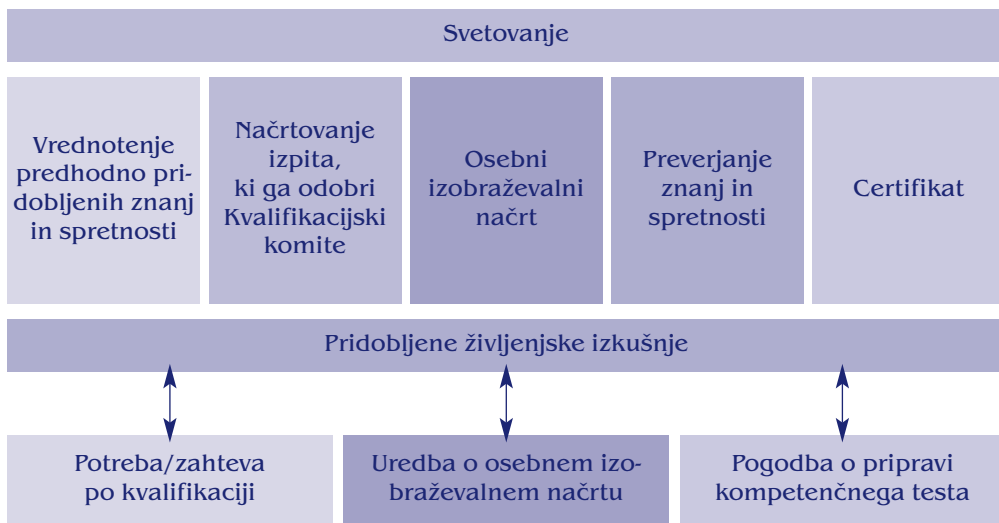 Svetovanje
Vrednotenje
predhodno pri-
dobljenih znanj
in spretnosti
Načrtovanje
izpita,
ki ga odobri
Kvalifikacijski
komite
Osebni
izobraževalni
načrt
Preverjanje
znanj in
spretnosti
Certifikat
Pridobljene življenjske izkušnje
Potreba/zahteva
po kvalifikaciji
Uredba o osebnem izo-
braževalnem načrtu
Pogodba o pripravi
kompetenčnega testa